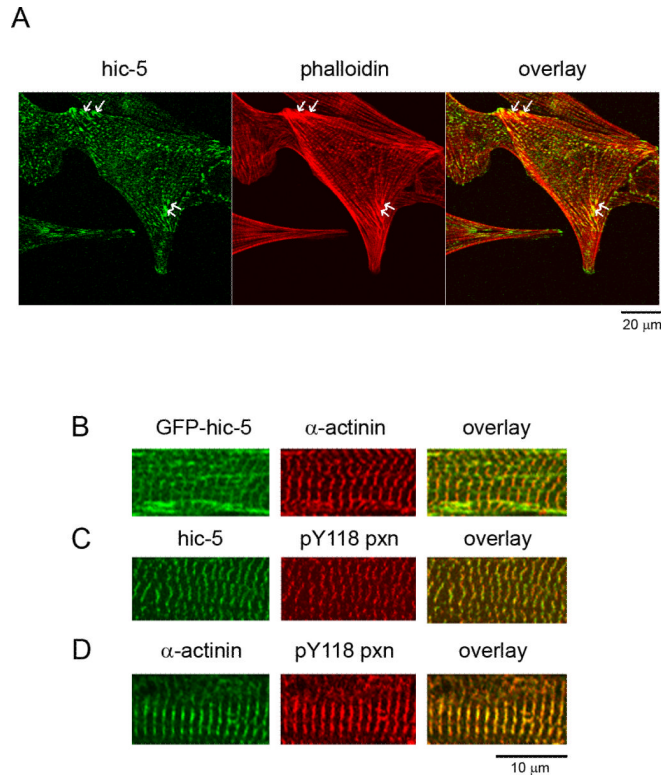 A
hic-5 phalloidin overlay
20 μm
B GFP-hic-5 α-actinin overlay
C hic-5 pY118 pxn overlay
D α-actinin pY118 pxn overlay
10 μm